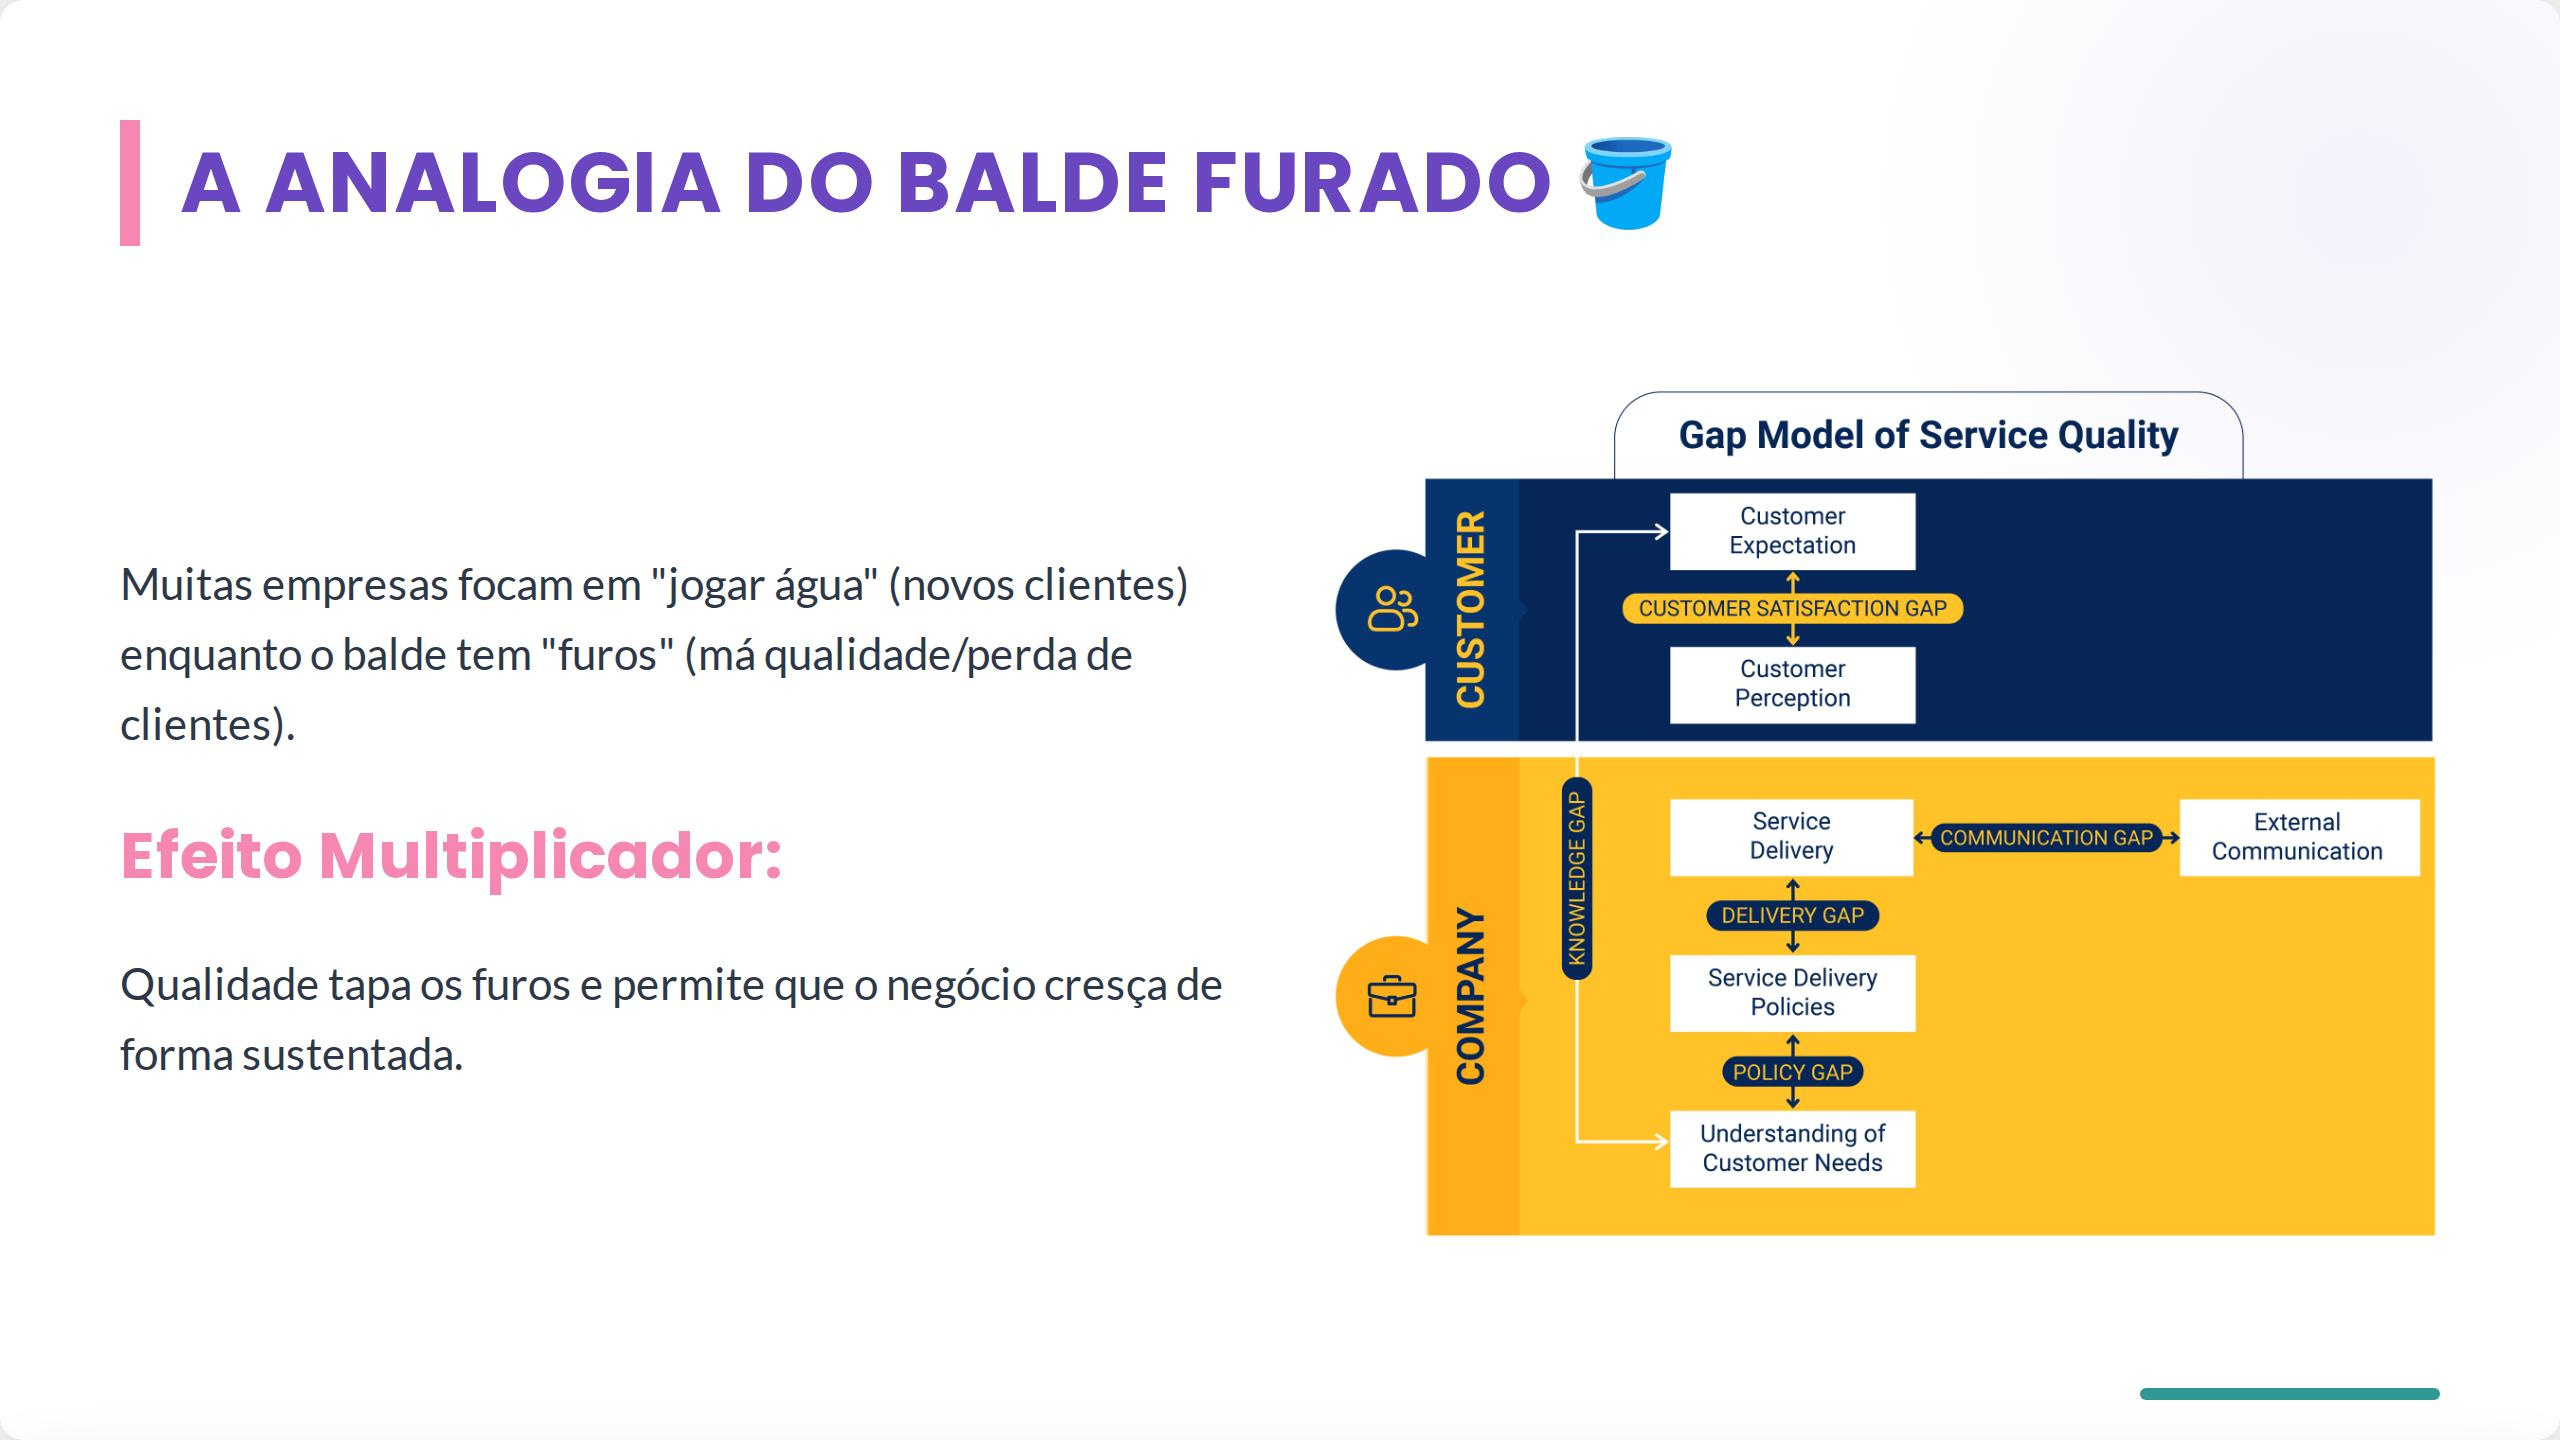 A ANALOGIA DO BALDE FURADO
Muitas empresas focam em "jogar água" (novos clientes)
enquanto o balde tem "furos" (má qualidade/perda de
clientes).
Efeito Multiplicador:
Qualidade tapa os furos e permite que o negócio cresça de
forma sustentada.
Gap Model of Service Quality
CUSTOMER
Customer
Expectation
CUSTOMER SATISFACTION GAP
Customer
Perception
COMPANY
KNOWLEDGE GAP
Service
Delivery
COMMUNICATION GAP
External
Communication
DELIVERY GAP
Service Delivery
Policies
POLICY GAP
Understanding of
Customer Needs